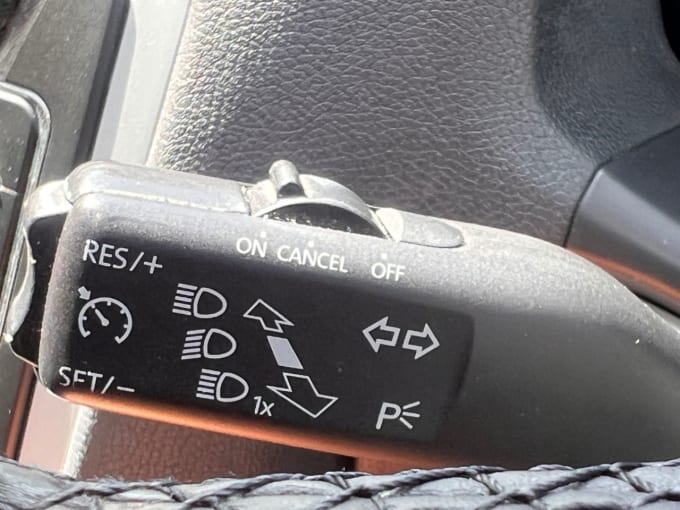 ON CANCEL OFF
RES/+
SET/-
1x
P